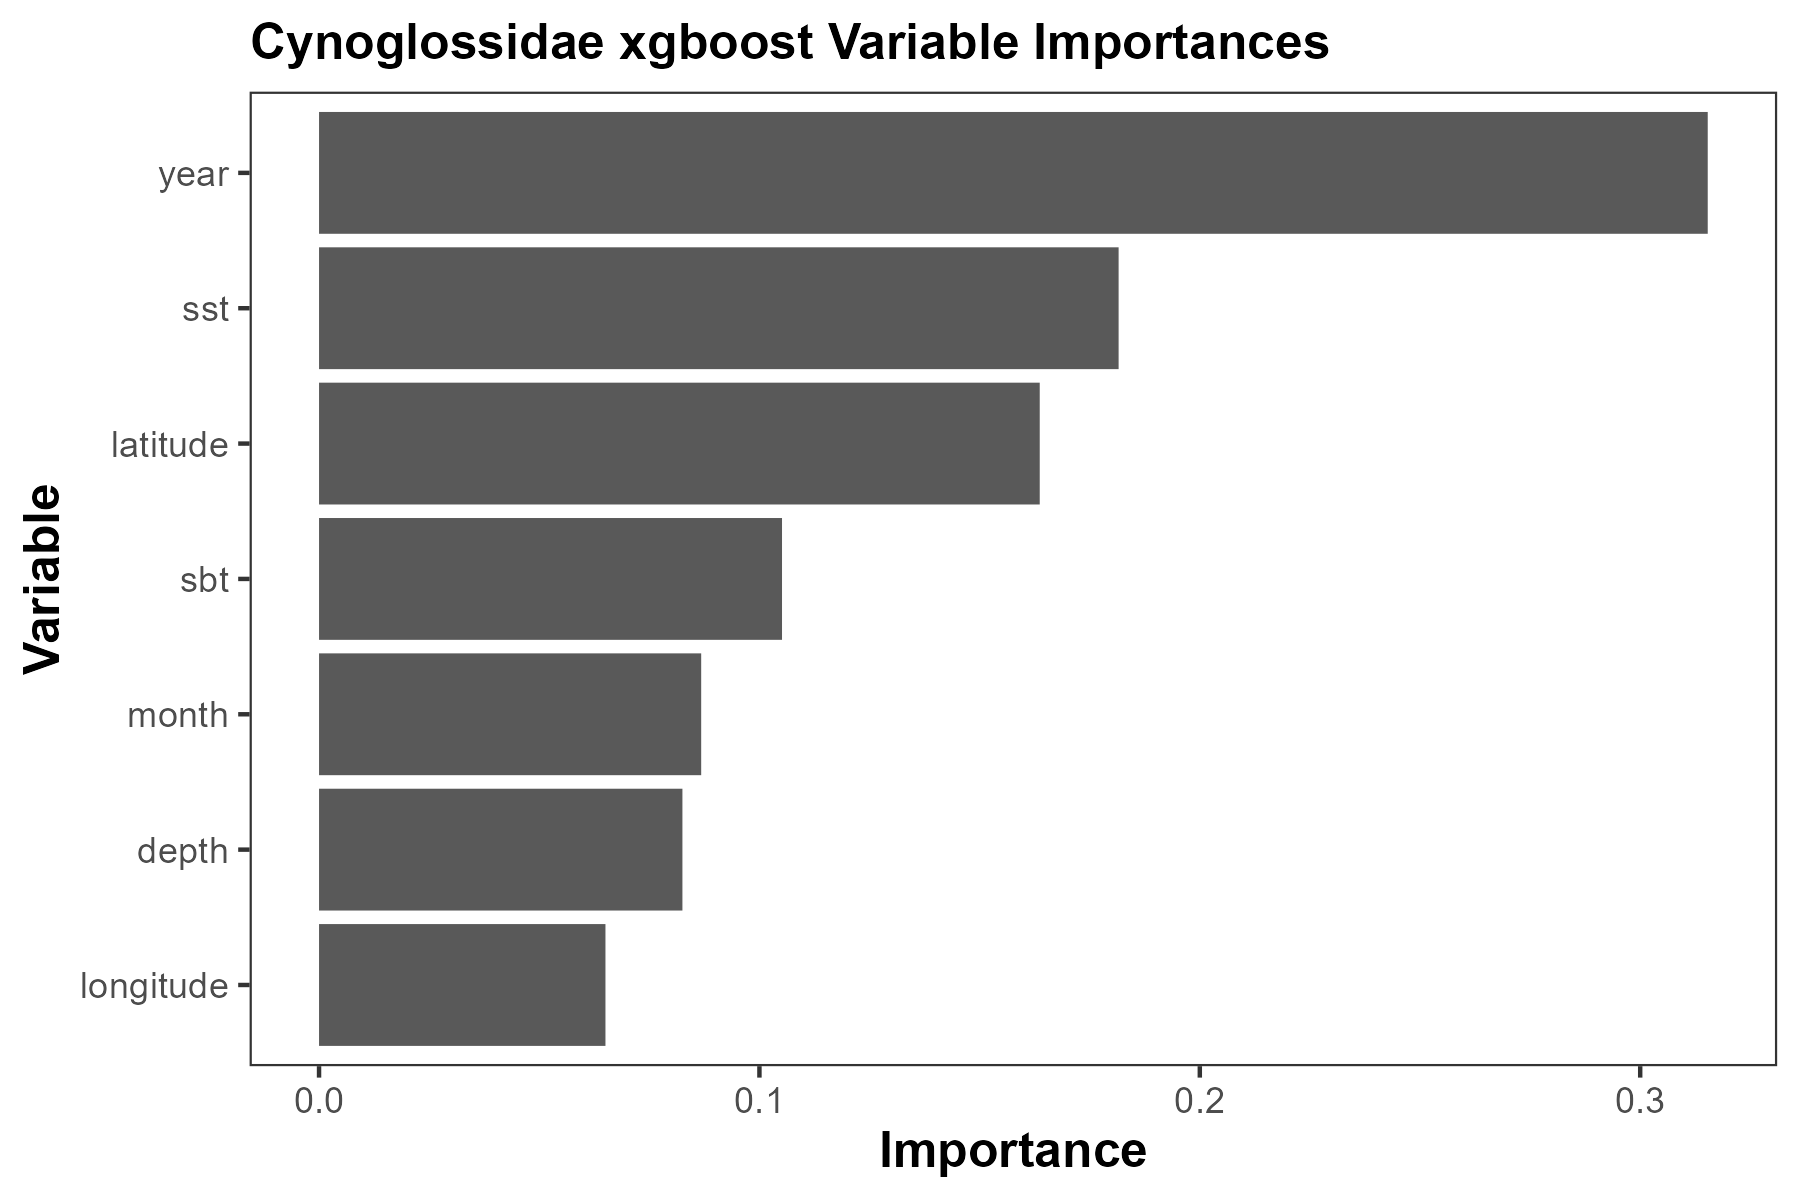 Cynoglossidae xgboost Variable Importances
Variable
year
sst
latitude
sbt
month
depth
longitude
0.0 0.1 0.2 0.3
Importance